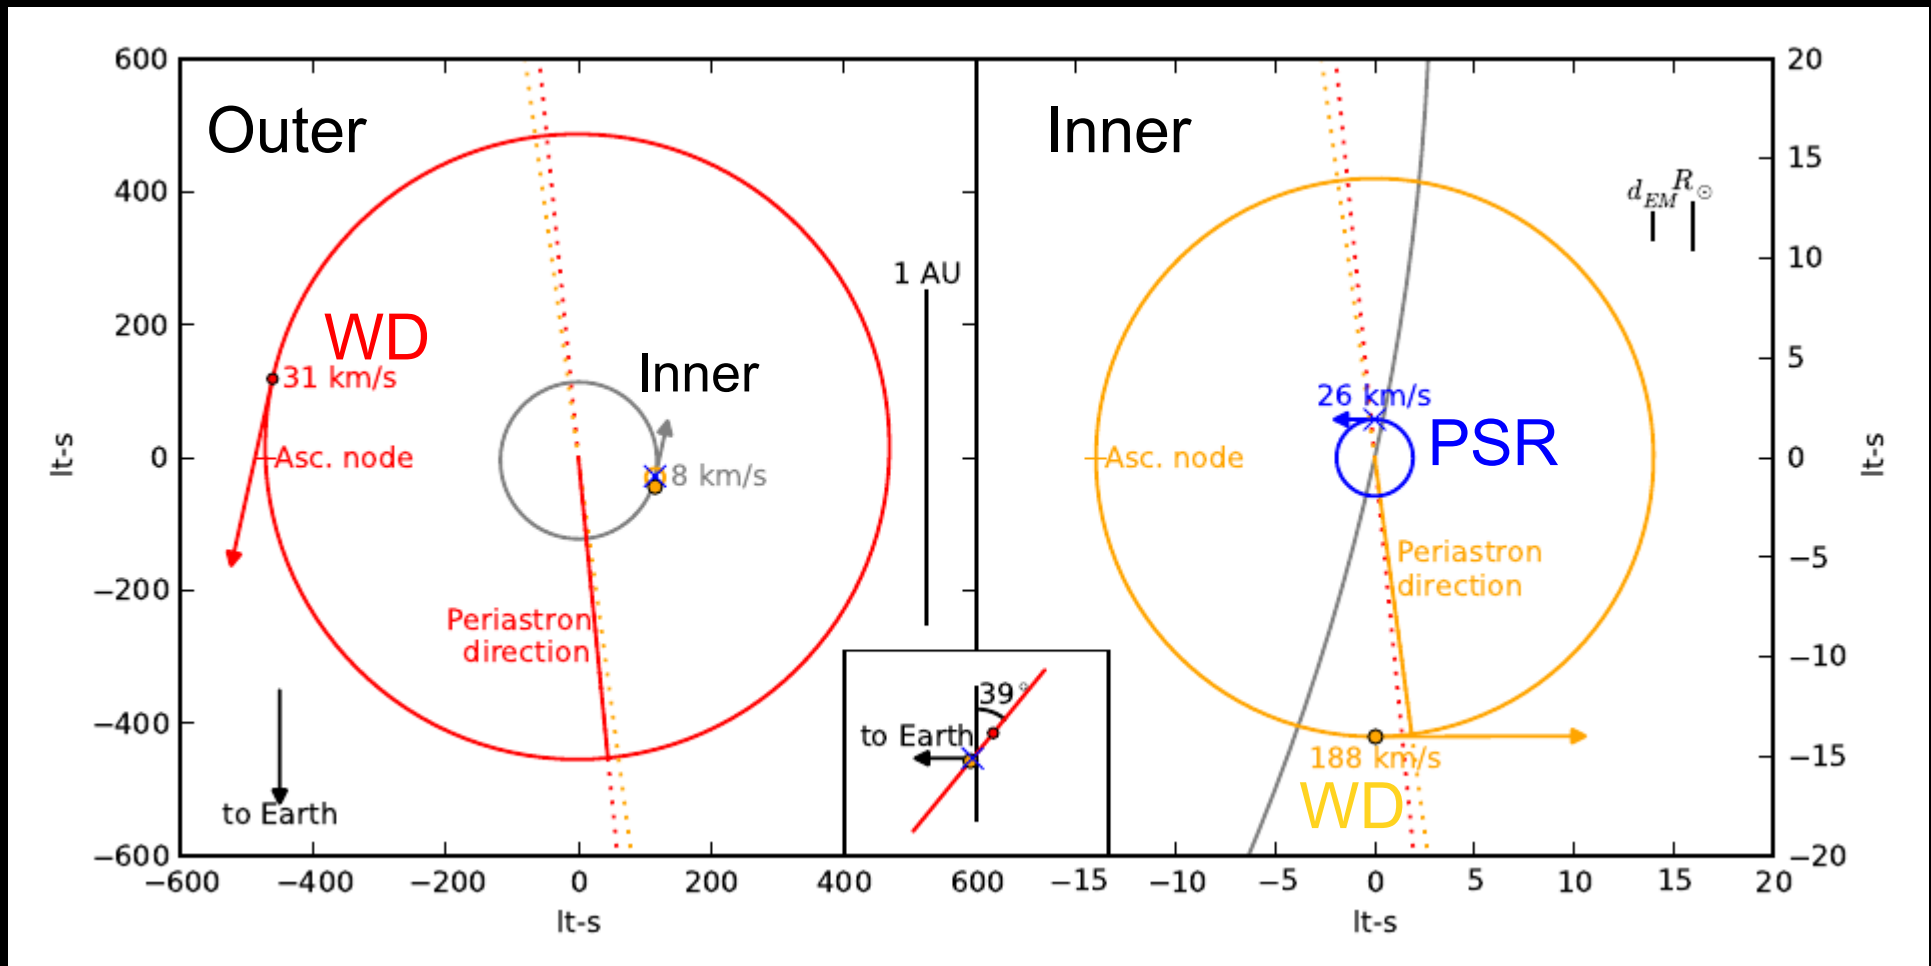 Outer
WD
31 km/s
Asc. node
Inner
8 km/s
1 AU
Periastron
direction
to Earth
600
400
200
0
−200
−400
−600
lt-s
−600
−400
−200
0
200
400
600
lt-s
39°
to Earth
Inner
d_EM
R_☉
26 km/s
PSR
Asc. node
Periastron
direction
188 km/s
WD
20
15
10
5
0
−5
−10
−15
−20
lt-s
−15
−10
−5
0
5
10
15
20
lt-s